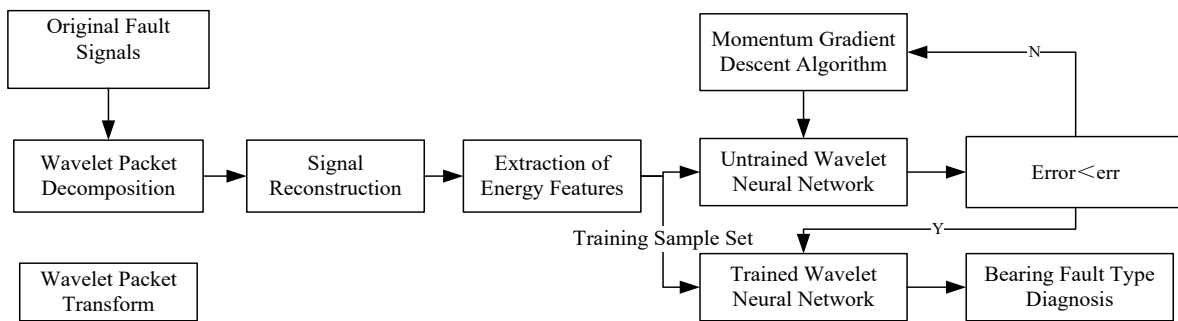 Original Fault
Signals
Momentum Gradient
Descent Algorithm
N
Wavelet Packet
Decomposition
Signal
Reconstruction
Extraction of
Energy Features
Untrained Wavelet
Neural Network
Error＜err
Training Sample Set
Y
Wavelet Packet
Transform
Trained Wavelet
Neural Network
Bearing Fault Type
Diagnosis